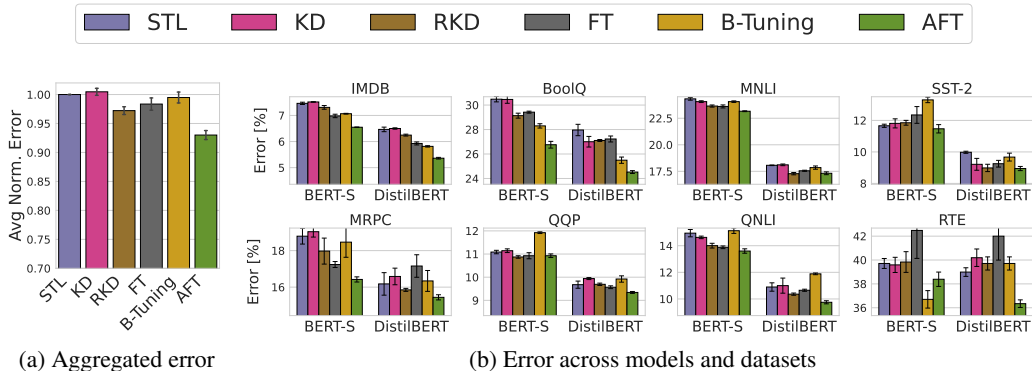 STL KD RKD FT B-Tuning AFT
Avg Norm. Error
1.00
0.95
0.90
0.85
0.80
0.75
0.70
STL KD RKD FT B-Tuning AFT
(a) Aggregated error
IMDB BoolQ MNLI SST-2
Error [%]
7
6
5
BERT-S DistilBERT
30
28
26
24
BERT-S DistilBERT
22.5
20.0
17.5
BERT-S DistilBERT
12
10
8
BERT-S DistilBERT
MRPC QQP QNLI RTE
Error [%]
18
16
BERT-S DistilBERT
12
11
10
9
BERT-S DistilBERT
14
12
10
BERT-S DistilBERT
42
40
38
36
BERT-S DistilBERT
(b) Error across models and datasets